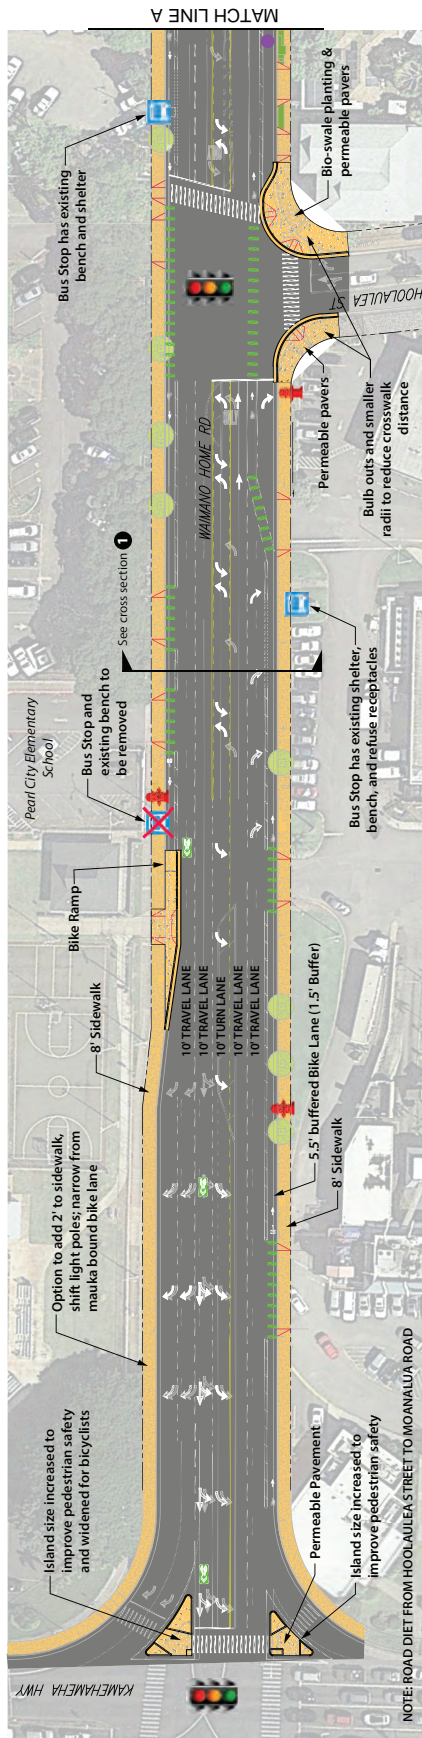 MATCH LINE A
KAMEHAMEHA HWY
Island size increased to
improve pedestrian safety
and widened for bicyclists
Option to add 2' to sidewalk,
shift light poles; narrow from
mauka bound bike lane
8' Sidewalk
Bike Ramp
Pearl City Elementary
School
Bus Stop and
existing bench to
be removed
See cross section 1
Bus Stop has existing
bench and shelter
10' TRAVEL LANE
10' TRAVEL LANE
10' TURN LANE
10' TRAVEL LANE
10' TRAVEL LANE
WAIMANO HOME RD
HOOLAULEA ST
Permeable Pavement
Island size increased to
improve pedestrian safety
8' Sidewalk
5.5' buffered Bike Lane (1.5' Buffer)
Bus Stop has existing shelter,
bench, and refuse receptacles
Permeable pavers
Bulb outs and smaller
radii to reduce crosswalk
distance
Bio-swale planting &
permeable pavers
NOTE: ROAD DIET FROM HOOLAULEA STREET TO MOANALUA ROAD